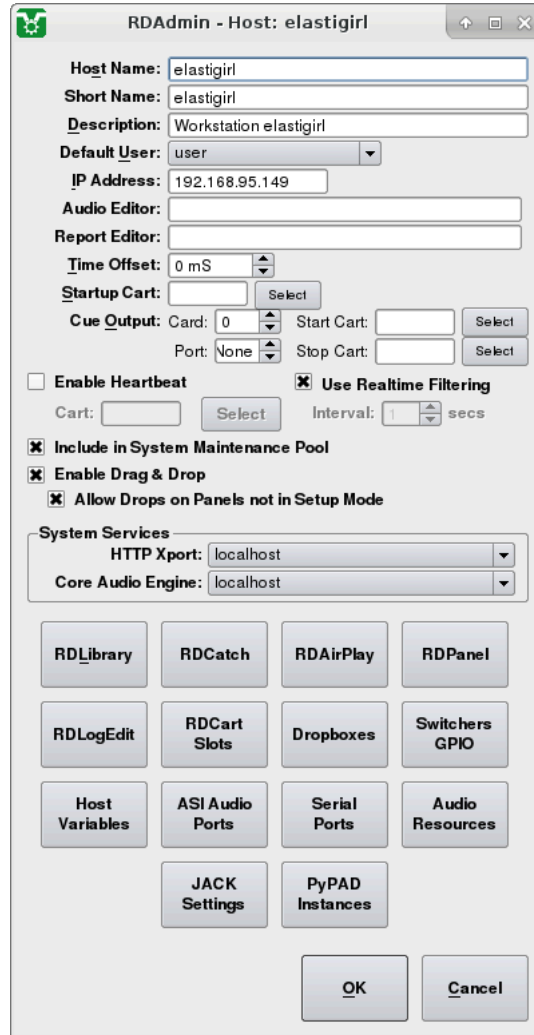 RDAdmin - Host: elastigirl
Host Name: elastigirl
Short Name: elastigirl
Description: Workstation elastigirl
Default User: user
IP Address: 192.168.95.149
Audio Editor:
Report Editor:
Time Offset: 0 mS
Startup Cart: Select
Cue Output: Card: 0 Start Cart: Select
Port: None Stop Cart: Select
Enable Heartbeat Use Realtime Filtering
Cart: Select Interval: 1 secs
Include in System Maintenance Pool
Enable Drag & Drop
Allow Drops on Panels not in Setup Mode
System Services
HTTP Xport: localhost
Core Audio Engine: localhost
RDLibrary RDCatch RDAirPlay RDPanel
RDLogEdit RDCart Slots Dropboxes Switchers GPIO
Host Variables ASI Audio Ports Serial Ports Audio Resources
JACK Settings PyPAD Instances
OK Cancel